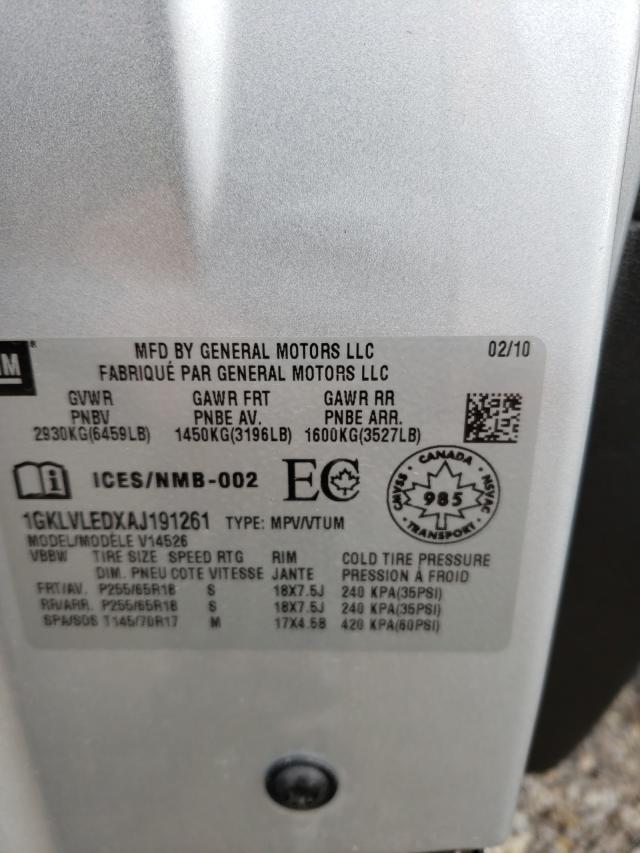 M®
MFD BY GENERAL MOTORS LLC 02/10
FABRIQUÉ PAR GENERAL MOTORS LLC
GVWR GAWR FRT GAWR RR
PNBV PNBE AV. PNBE ARR.
2930KG(6459LB) 1450KG(3196LB) 1600KG(3527LB)
i ICES/NMB-002 EC
CANADA
CMVSS 985 NSVAC
TRANSPORT
1GKLVLEDXAJ191261 TYPE: MPV/VTUM
MODEL/MODÈLE V14526
VBBW TIRE SIZE SPEED RTG RIM COLD TIRE PRESSURE
DIM. PNEU COTE VITESSE JANTE PRESSION À FROID
FRT/AV. P255/65R18 S 18X7.5J 240 KPA(35PSI)
RR/ARR. P255/65R18 S 18X7.5J 240 KPA(35PSI)
SPA/SOS T145/70R17 M 17X4.5B 420 KPA(60PSI)